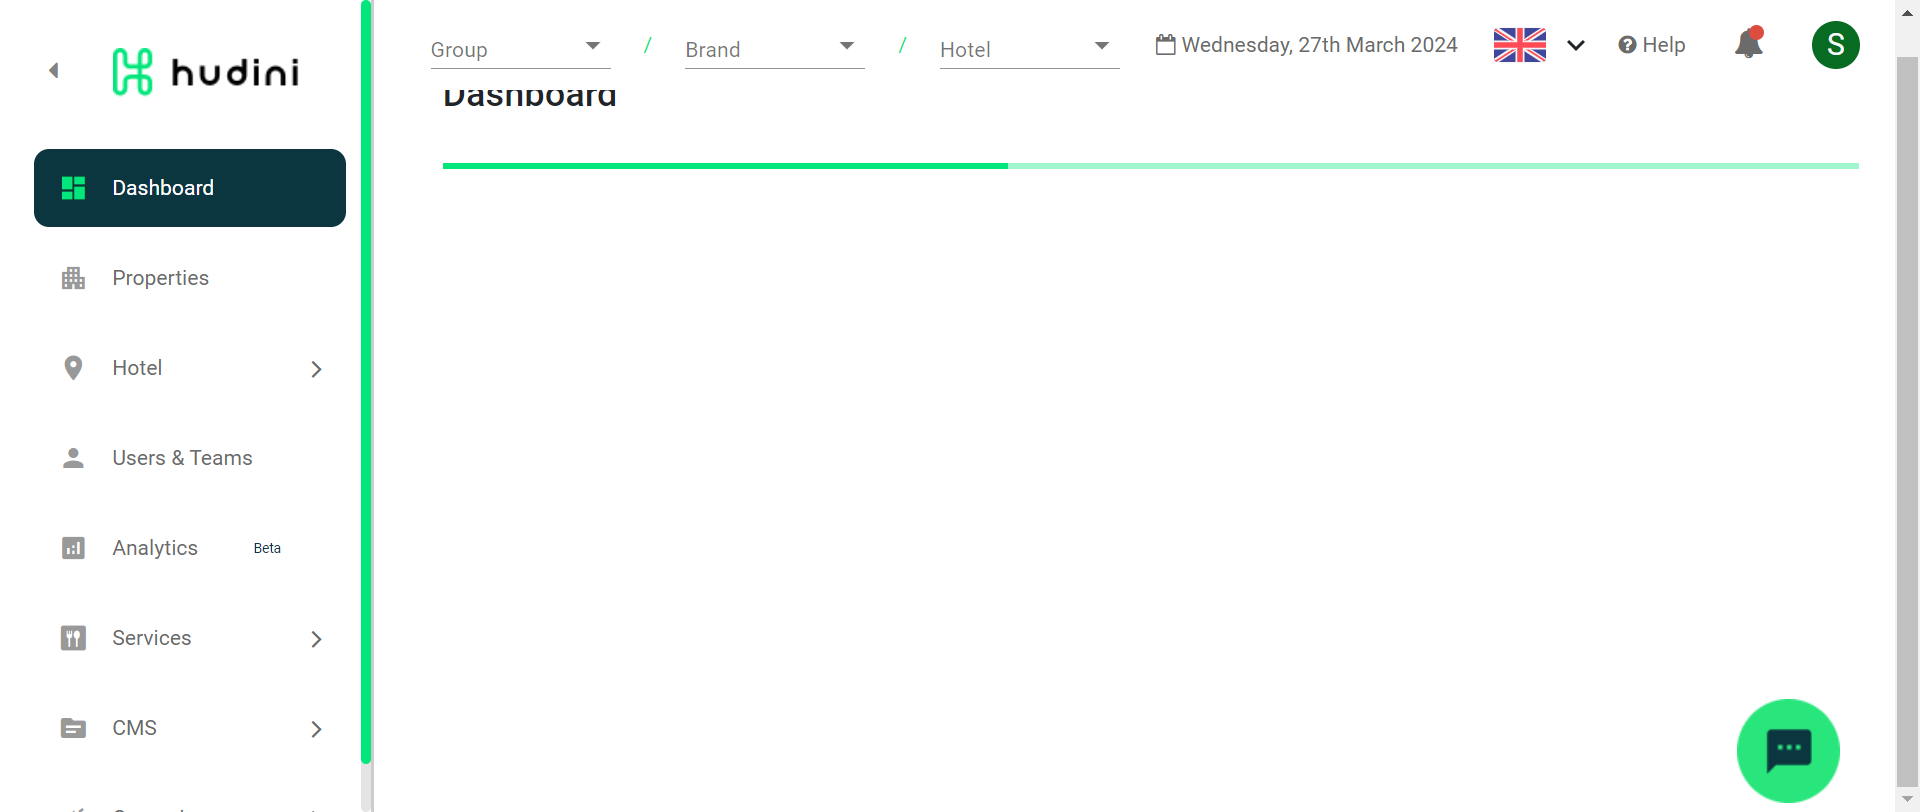 hudini
Group / Brand / Hotel Wednesday, 27th March 2024 Help S
Dashboard
Dashboard
Properties
Hotel
Users & Teams
Analytics Beta
Services
CMS